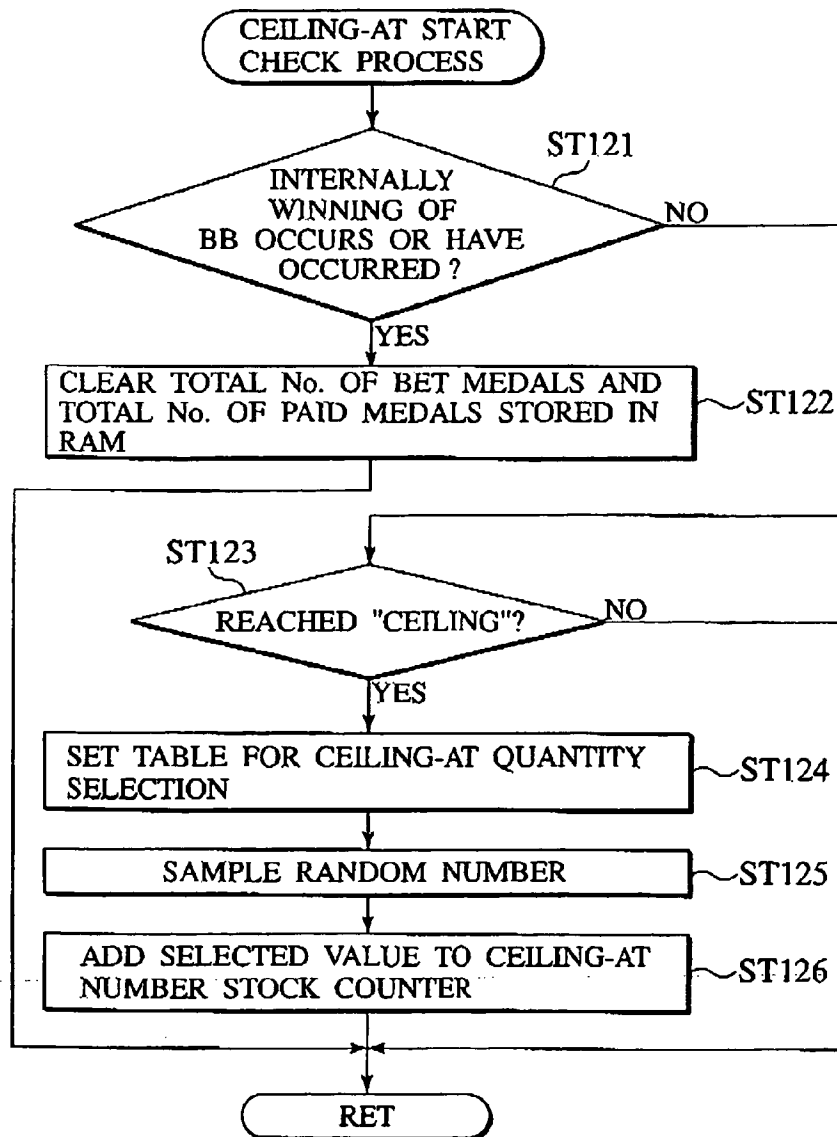 CEILING-AT START
CHECK PROCESS
ST121
INTERNALLY
WINNING OF
BB OCCURS OR HAVE
OCCURRED ?
NO
YES
CLEAR TOTAL No. OF BET MEDALS AND
TOTAL No. OF PAID MEDALS STORED IN
RAM
ST122
ST123
REACHED "CEILING"?
NO
YES
SET TABLE FOR CEILING-AT QUANTITY
SELECTION
ST124
SAMPLE RANDOM NUMBER
ST125
ADD SELECTED VALUE TO CEILING-AT
NUMBER STOCK COUNTER
ST126
RET